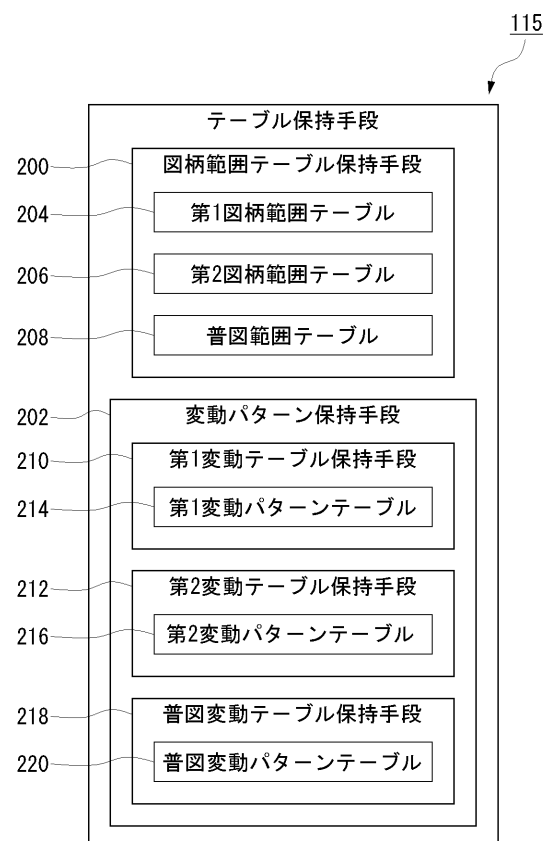 115
テーブル保持手段
200
図柄範囲テーブル保持手段
204
第1図柄範囲テーブル
206
第2図柄範囲テーブル
208
普図範囲テーブル
202
変動パターン保持手段
210
第1変動テーブル保持手段
214
第1変動パターンテーブル
212
第2変動テーブル保持手段
216
第2変動パターンテーブル
218
普図変動テーブル保持手段
220
普図変動パターンテーブル